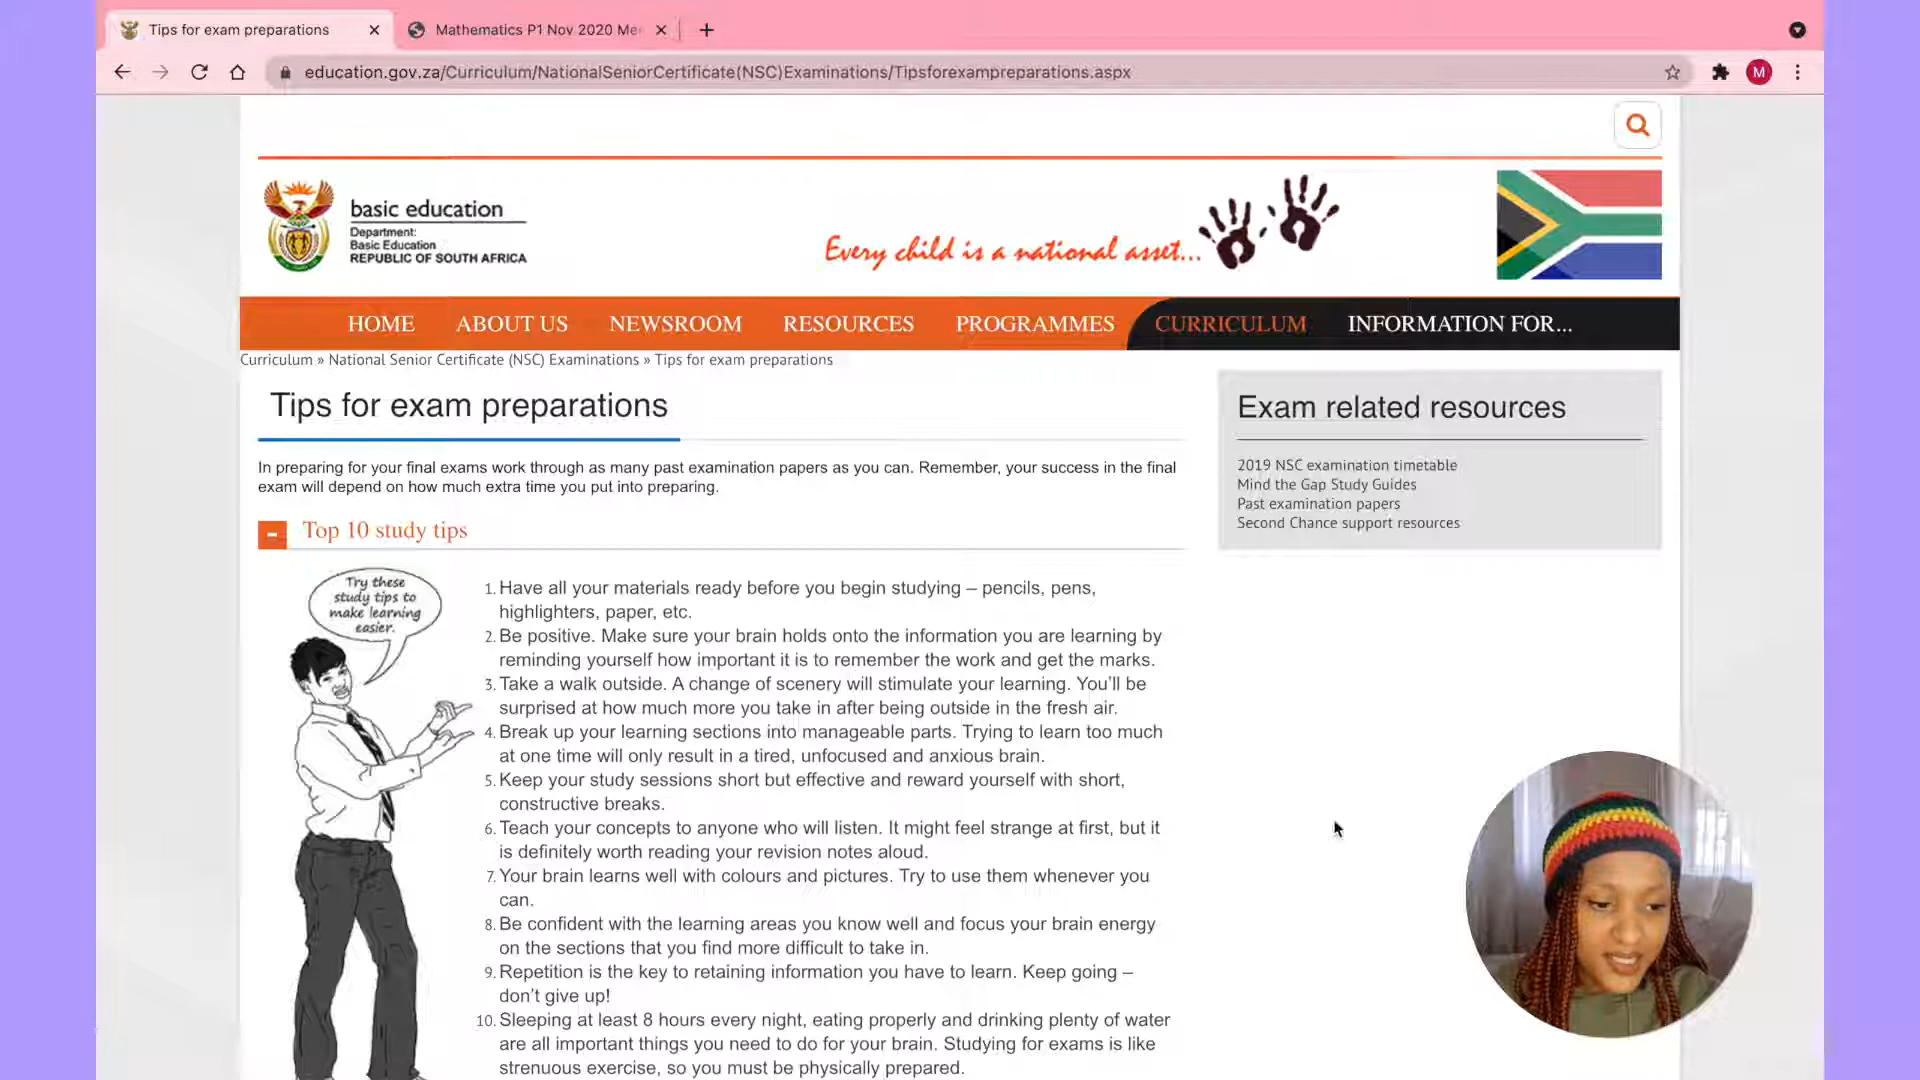 Tips for exam preparations
Mathematics P1 Nov 2020 Me
education.gov.za/Curriculum/NationalSeniorCertificate(NSC)Examinations/Tipsforexampreparations.aspx
M
basic education
Department:
Basic Education
REPUBLIC OF SOUTH AFRICA
Every child is a national asset...
HOME ABOUT US NEWSROOM RESOURCES PROGRAMMES CURRICULUM INFORMATION FOR...
Curriculum » National Senior Certificate (NSC) Examinations » Tips for exam preparations
Tips for exam preparations
In preparing for your final exams work through as many past examination papers as you can. Remember, your success in the final
exam will depend on how much extra time you put into preparing.
Top 10 study tips
Try these
study tips to
make learning
easier.
1. Have all your materials ready before you begin studying – pencils, pens,
highlighters, paper, etc.
2. Be positive. Make sure your brain holds onto the information you are learning by
reminding yourself how important it is to remember the work and get the marks.
3. Take a walk outside. A change of scenery will stimulate your learning. You’ll be
surprised at how much more you take in after being outside in the fresh air.
4. Break up your learning sections into manageable parts. Trying to learn too much
at one time will only result in a tired, unfocused and anxious brain.
5. Keep your study sessions short but effective and reward yourself with short,
constructive breaks.
6. Teach your concepts to anyone who will listen. It might feel strange at first, but it
is definitely worth reading your revision notes aloud.
7. Your brain learns well with colours and pictures. Try to use them whenever you
can.
8. Be confident with the learning areas you know well and focus your brain energy
on the sections that you find more difficult to take in.
9. Repetition is the key to retaining information you have to learn. Keep going –
don’t give up!
10. Sleeping at least 8 hours every night, eating properly and drinking plenty of water
are all important things you need to do for your brain. Studying for exams is like
strenuous exercise, so you must be physically prepared.
Exam related resources
2019 NSC examination timetable
Mind the Gap Study Guides
Past examination papers
Second Chance support resources